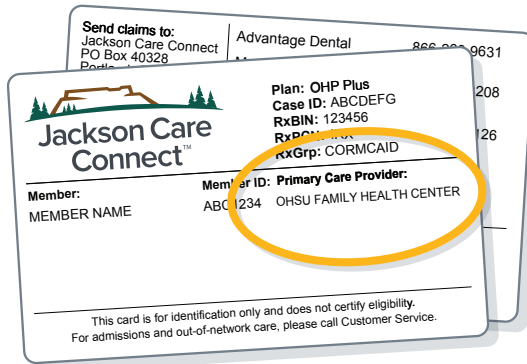 Send claims to:
Jackson Care Connect
PO Box 40328
Advantage Dental
9631
208
126
Jackson Care
Connect™
Plan: OHP Plus
Case ID: ABCDEFG
RxBIN: 123456
RxGrp: CORMCAID
Member:
MEMBER NAME
Member ID:
ABC1234
Primary Care Provider:
OHSU FAMILY HEALTH CENTER
This card is for identification only and does not certify eligibility.
For admissions and out-of-network care, please call Customer Service.